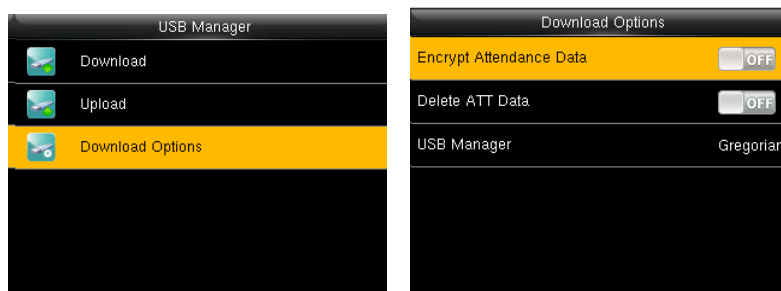 USB Manager
Download
Upload
Download Options
Download Options
Encrypt Attendance Data
OFF
Delete ATT Data
OFF
USB Manager
Gregorian